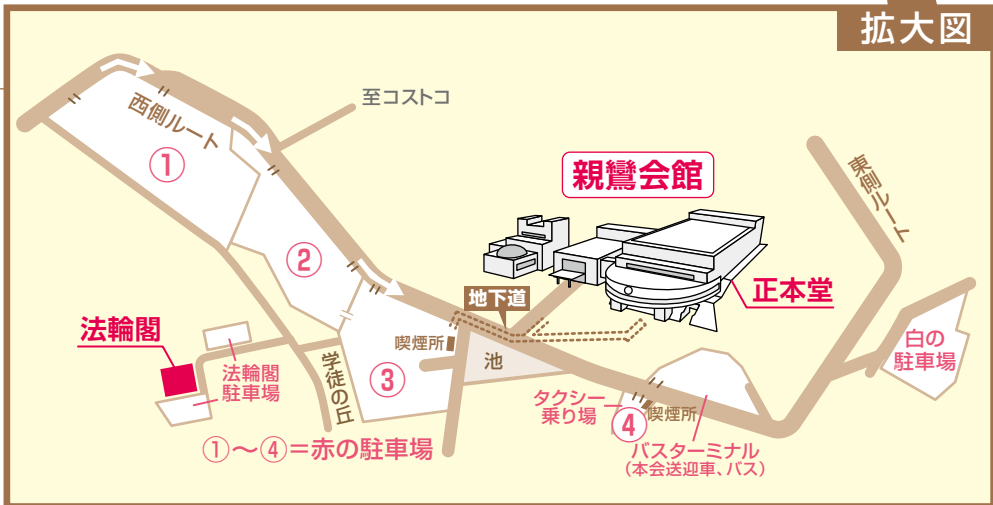 拡大図
至コストコ
西側ルート
①
親鸞会館
東側ルート
②
正本堂
地下道
法輪閣
喫煙所
白の
駐車場
池
法輪閣
駐車場
学徒の丘
③
タクシー
乗り場
④
喫煙所
①〜④=赤の駐車場
バスターミナル
(本会送迎車、バス)